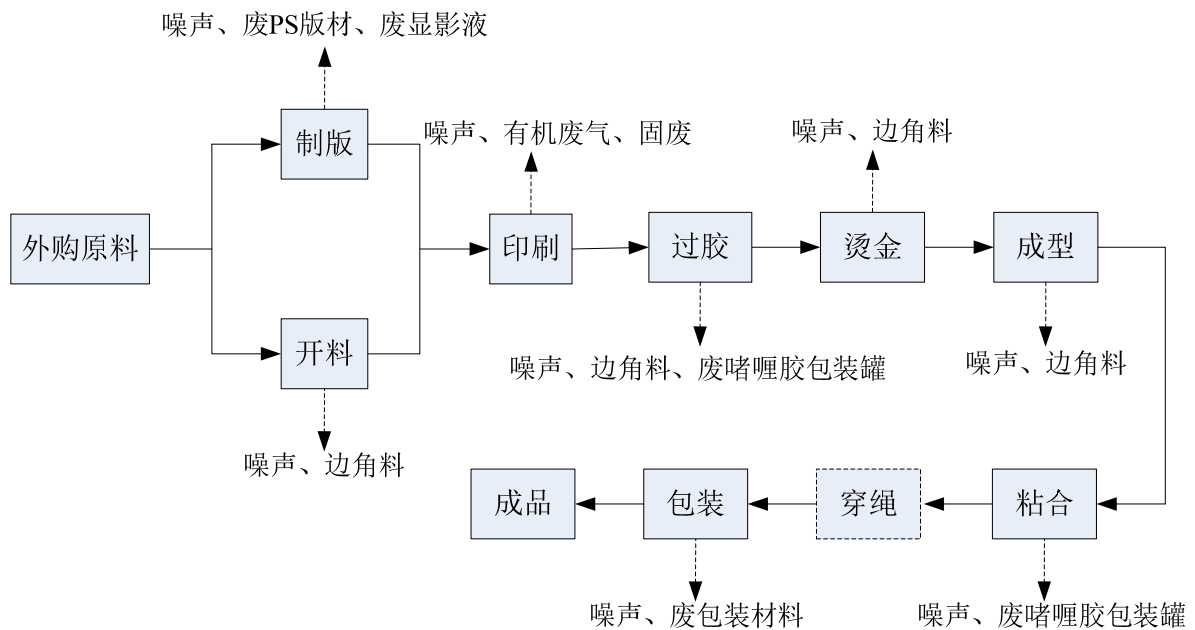 噪声、废PS版材、废显影液
制版
噪声、有机废气、固废
噪声、边角料
外购原料
印刷
过胶
烫金
成型
开料
噪声、边角料、废啫喱胶包装罐
噪声、边角料
噪声、边角料
成品
包装
穿绳
粘合
噪声、废包装材料
噪声、废啫喱胶包装罐